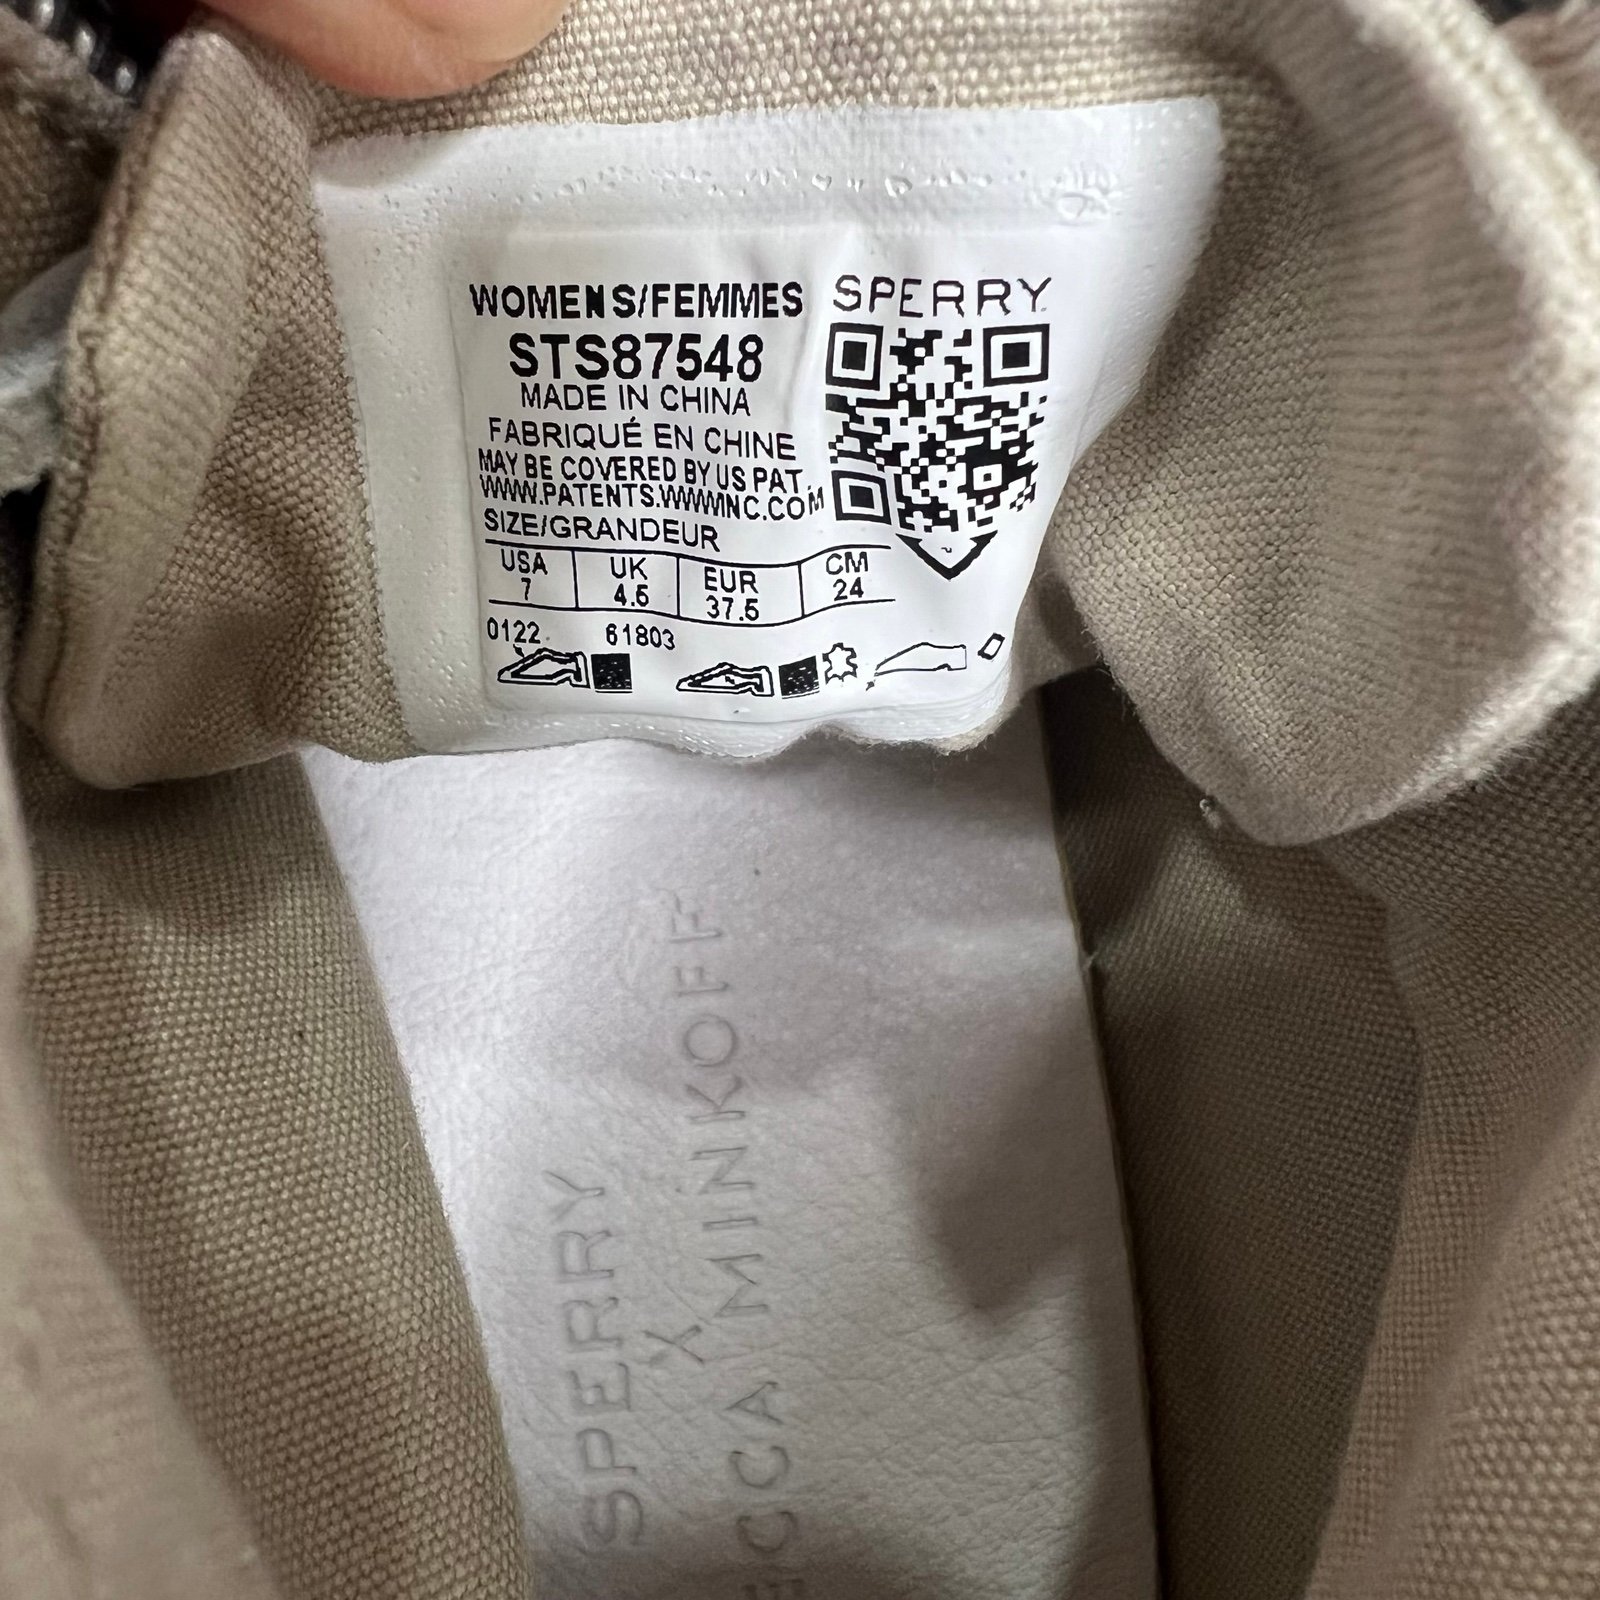 WOMENS/FEMMES
STS87548
MADE IN CHINA
FABRIQUÉ EN CHINE
MAY BE COVERED BY US PAT.
WWW.PATENTS.WWWINC.COM
SIZE/GRANDEUR
USA UK EUR CM
7 4.5 37.5 24
0122 61803
SPERRY
SPERRY
X
ECCA MINKOFF